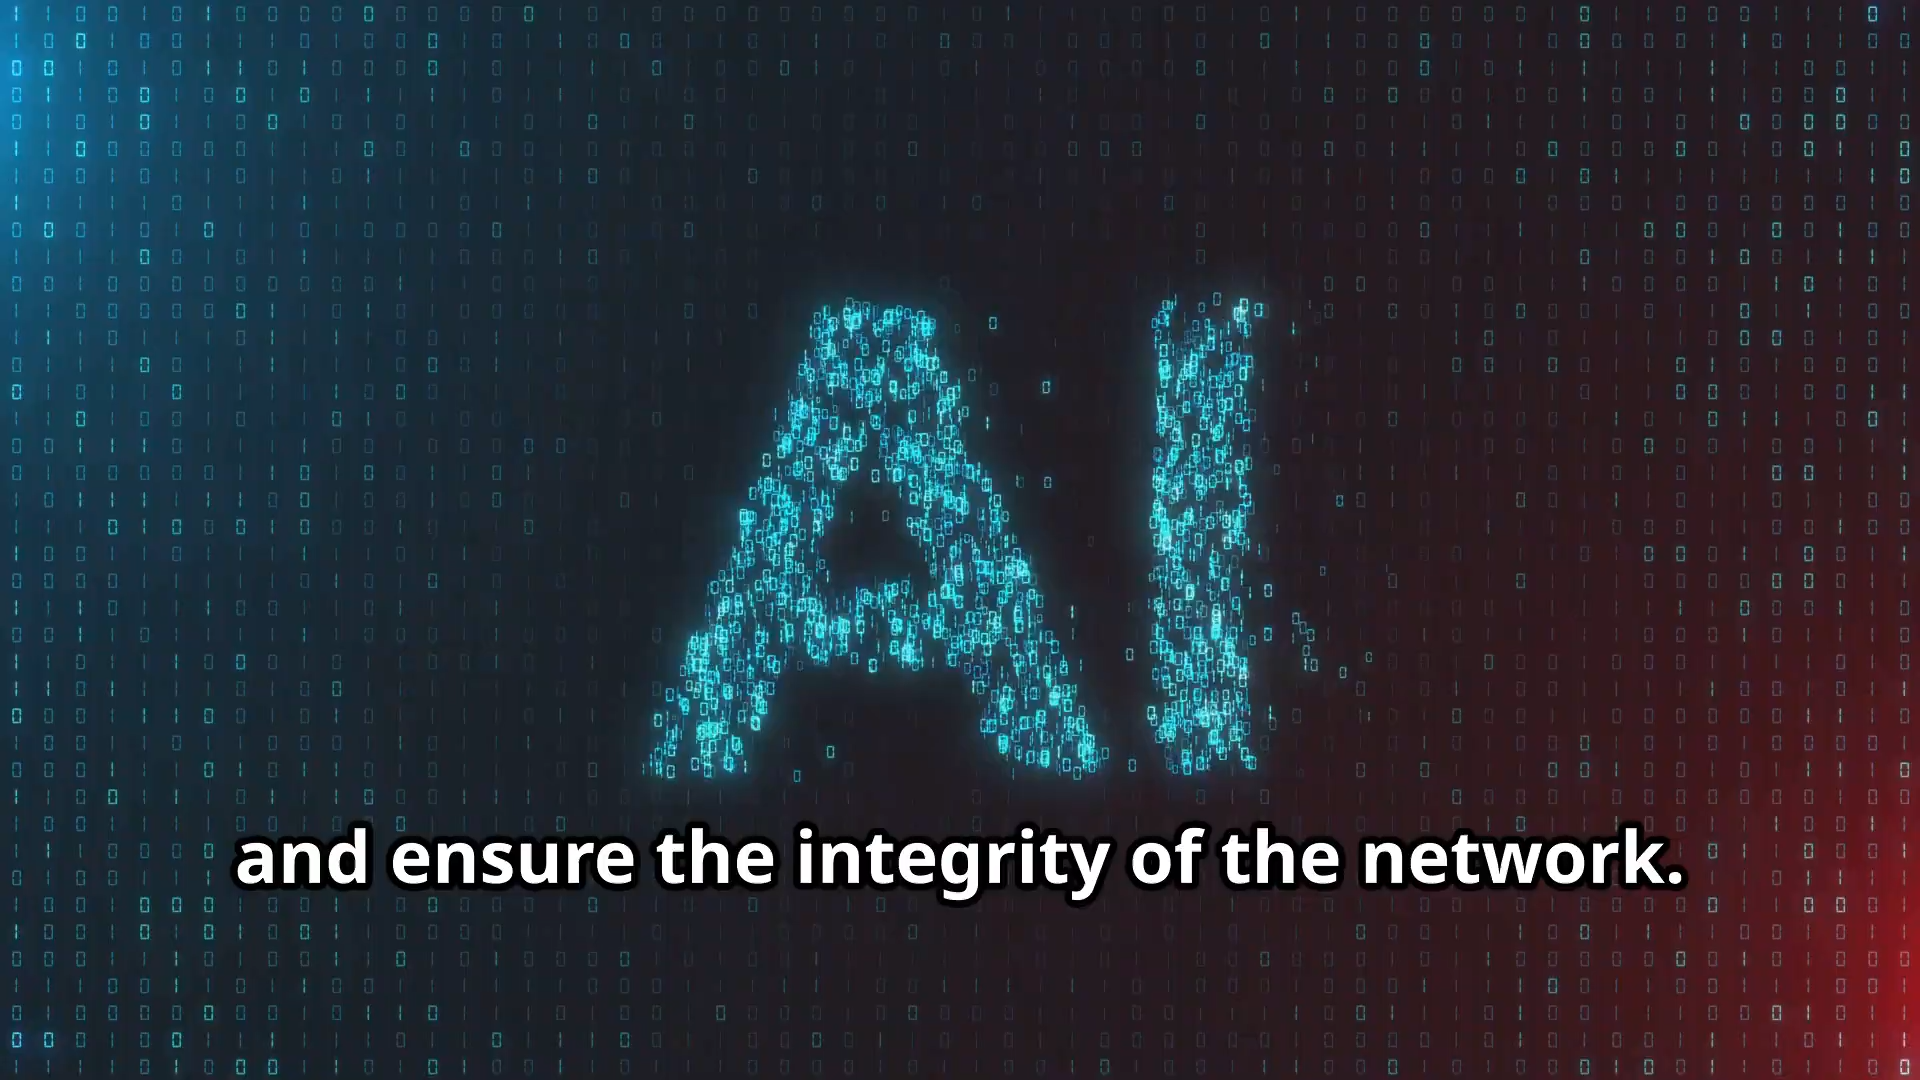 AI
and ensure the integrity of the network.